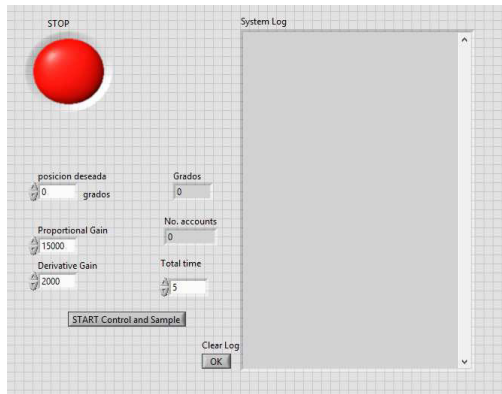 STOP
System Log
posicion deseada
0
grados
Grados
0
No. accounts
0
Proportional Gain
15000
Derivative Gain
2000
Total time
5
START Control and Sample
Clear Log
OK